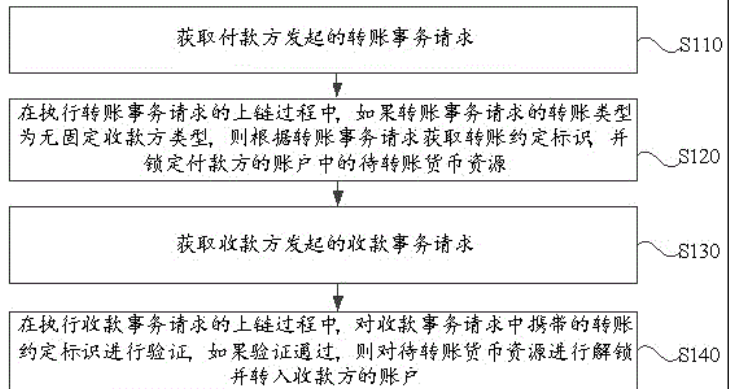 获取付款方发起的转账事务请求
S110
在执行转账事务请求的上链过程中, 如果转账事务请求的转账类型
为无固定收款方类型, 则根据转账事务请求获取转账约定标识, 并
锁定付款方的账户中的待转账货币资源
S120
获取收款方发起的收款事务请求
S130
在执行收款事务请求的上链过程中, 对收款事务请求中携带的转账
约定标识进行验证, 如果验证通过, 则对待转账货币资源进行解锁
并转入收款方的账户
S140